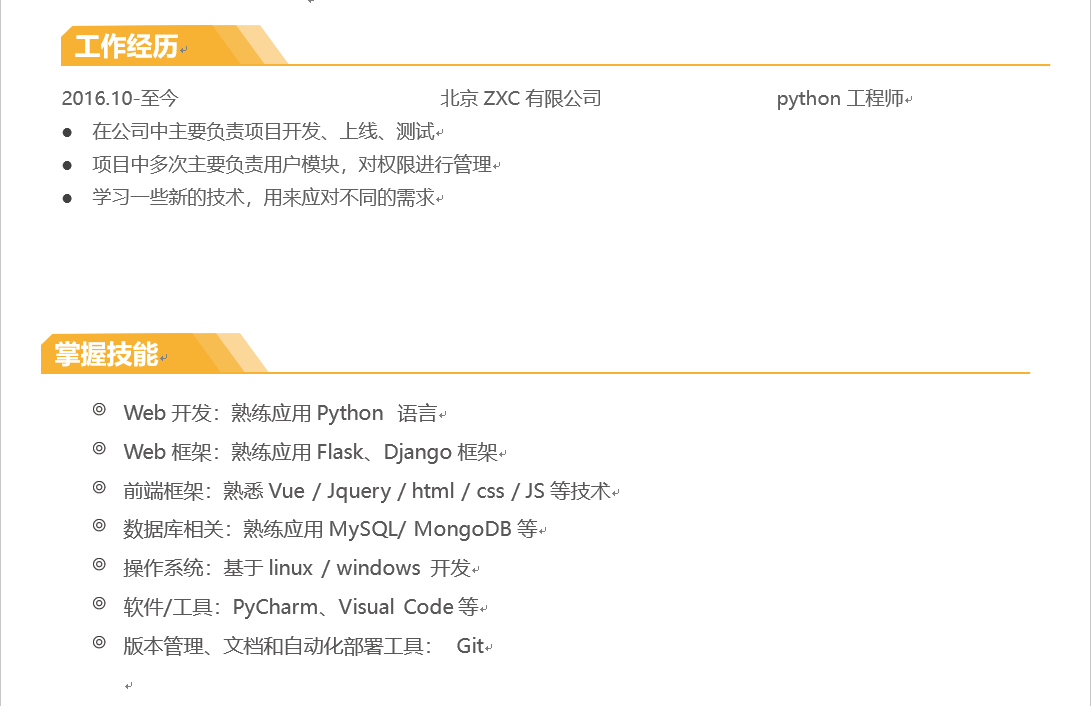 工作经历
2016.10-至今 北京 ZXC 有限公司 python 工程师
● 在公司中主要负责项目开发、上线、测试
● 项目中多次主要负责用户模块，对权限进行管理
● 学习一些新的技术，用来应对不同的需求
掌握技能
◎ Web 开发：熟练应用 Python 语言
◎ Web 框架：熟练应用 Flask、Django 框架
◎ 前端框架：熟悉 Vue / Jquery / html / css / JS 等技术
◎ 数据库相关：熟练应用 MySQL/ MongoDB 等
◎ 操作系统：基于 linux / windows 开发
◎ 软件/工具：PyCharm、Visual Code 等
◎ 版本管理、文档和自动化部署工具： Git